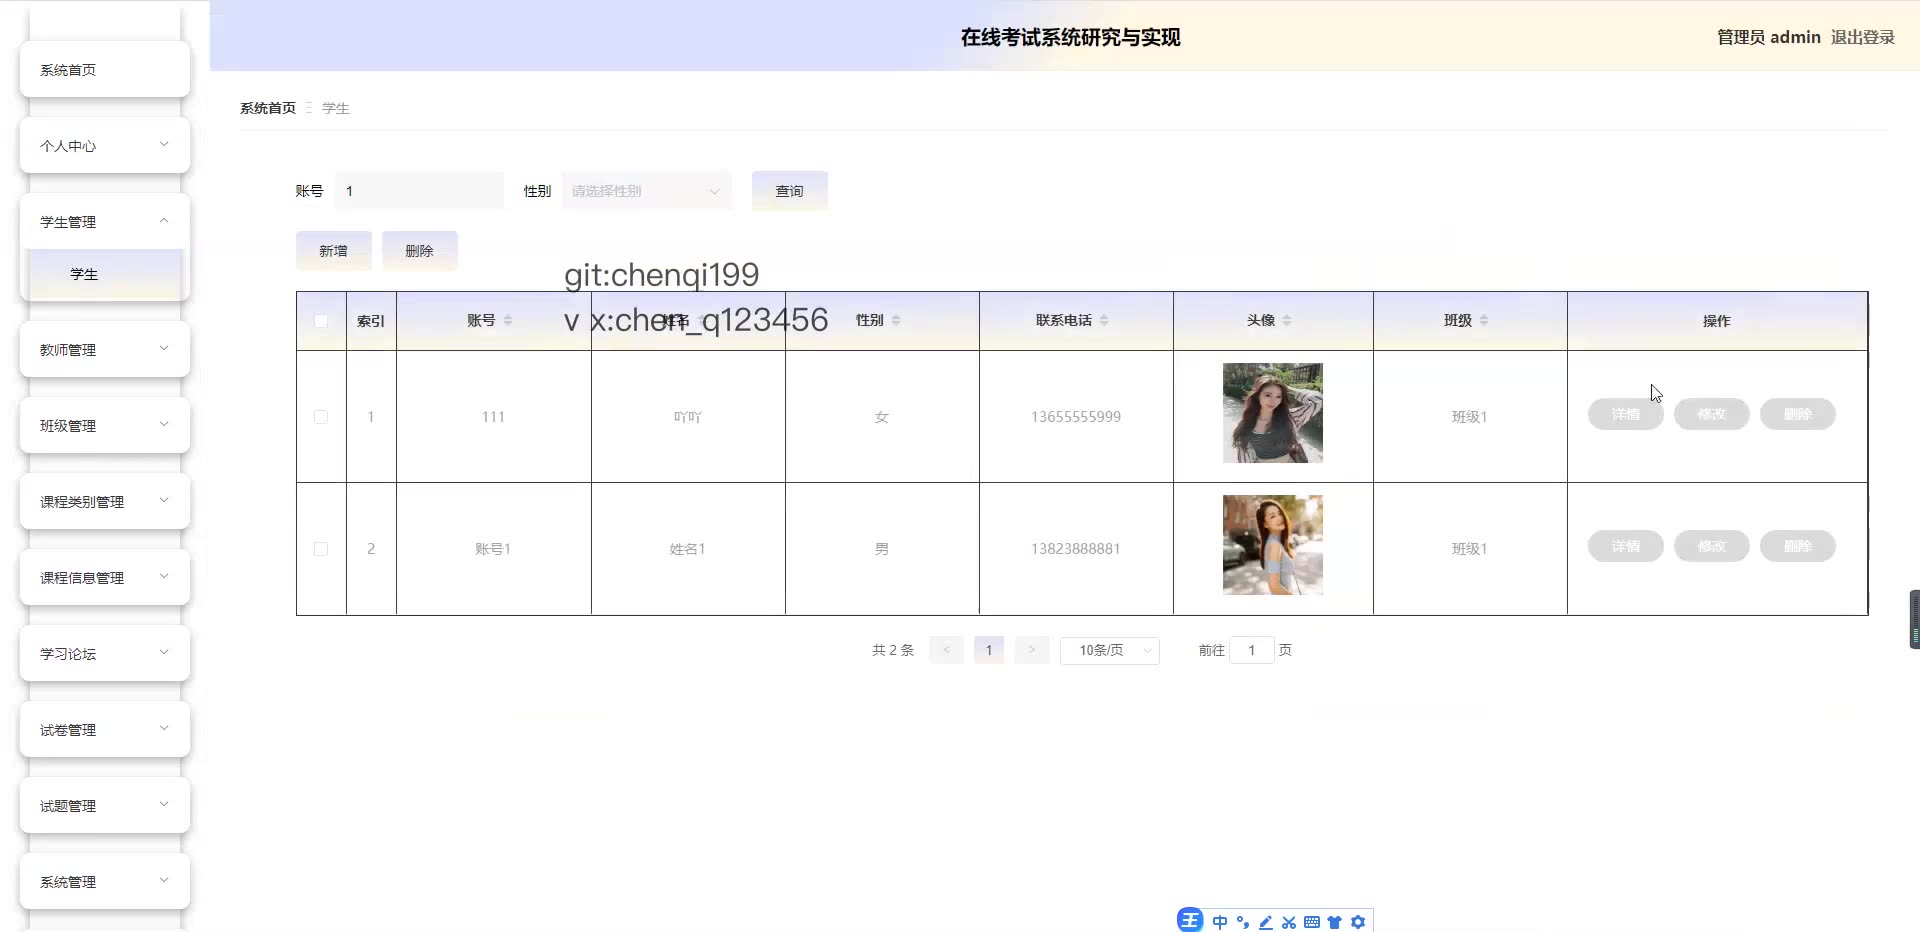 在线考试系统研究与实现
管理员 admin 退出登录
系统首页
个人中心
学生管理
学生
教师管理
班级管理
课程类别管理
课程信息管理
学习论坛
试卷管理
试题管理
系统管理
系统首页 学生
账号 1 性别 请选择性别 查询
新增 删除
git:chenqi199
v x:chen_q123456
索引 账号 姓名 性别 联系电话 头像 班级 操作
1 111 吖吖 女 13655555999 班级1 详情 修改 删除
2 账号1 姓名1 男 13823888881 班级1 详情 修改 删除
共 2 条 < 1 > 10条/页 前往 1 页
王 中